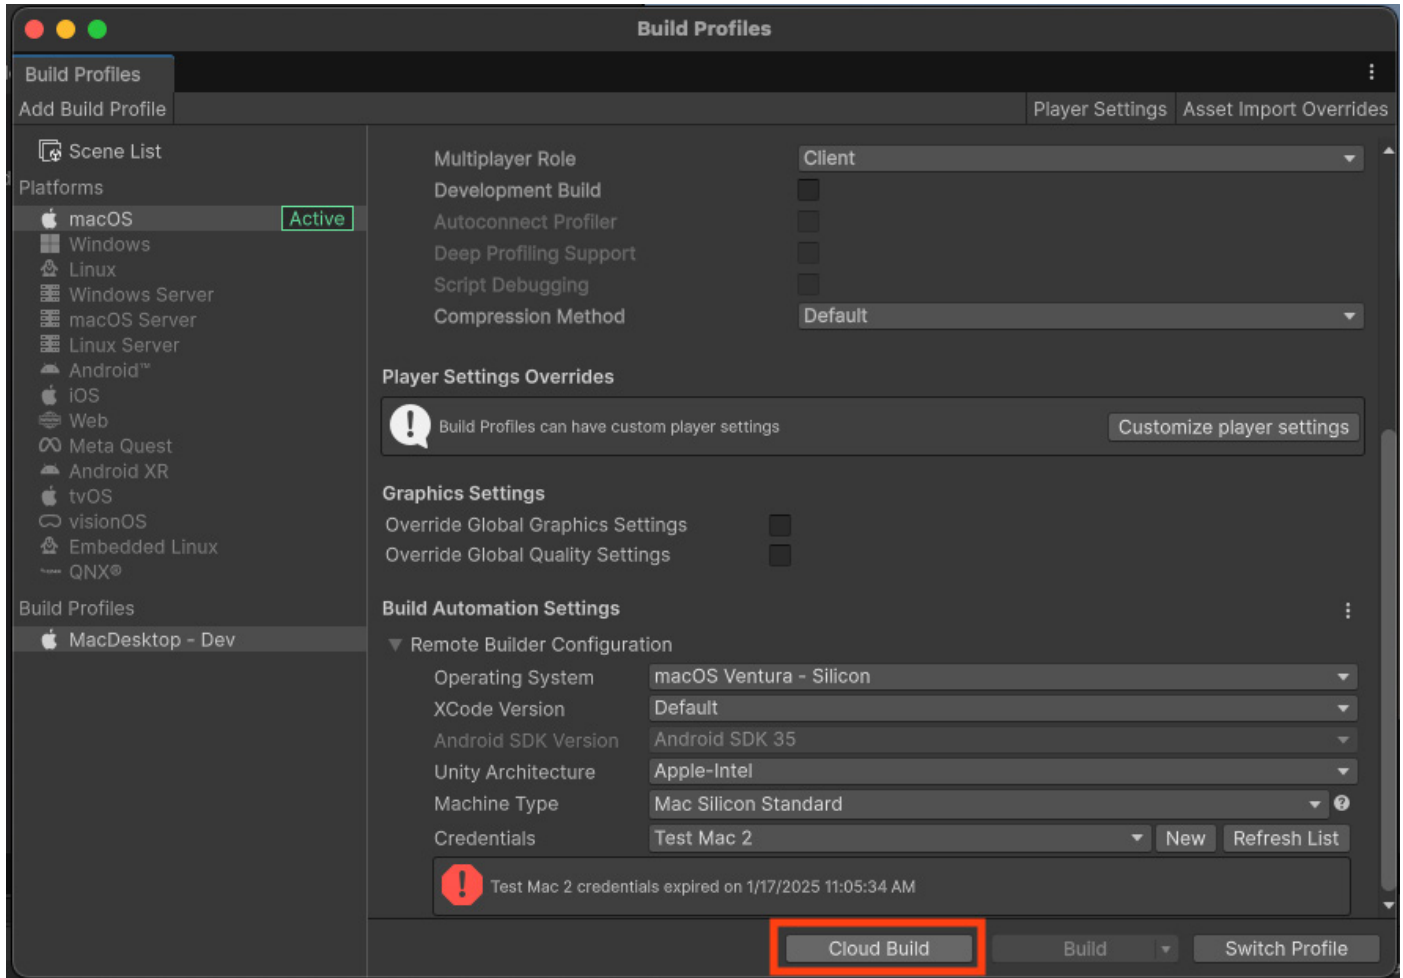 Build Profiles
Build Profiles
Add Build Profile
Player Settings
Asset Import Overrides
Scene List
Platforms
macOS
Active
Windows
Linux
Windows Server
macOS Server
Linux Server
Android™
iOS
Web
Meta Quest
Android XR
tvOS
visionOS
Embedded Linux
QNX®
Build Profiles
MacDesktop - Dev
Multiplayer Role
Client
Development Build
Autoconnect Profiler
Deep Profiling Support
Script Debugging
Compression Method
Default
Player Settings Overrides
Build Profiles can have custom player settings
Customize player settings
Graphics Settings
Override Global Graphics Settings
Override Global Quality Settings
Build Automation Settings
Remote Builder Configuration
Operating System
macOS Ventura - Silicon
XCode Version
Default
Android SDK Version
Android SDK 35
Unity Architecture
Apple-Intel
Machine Type
Mac Silicon Standard
Credentials
Test Mac 2
New
Refresh List
Test Mac 2 credentials expired on 1/17/2025 11:05:34 AM
Cloud Build
Build
Switch Profile